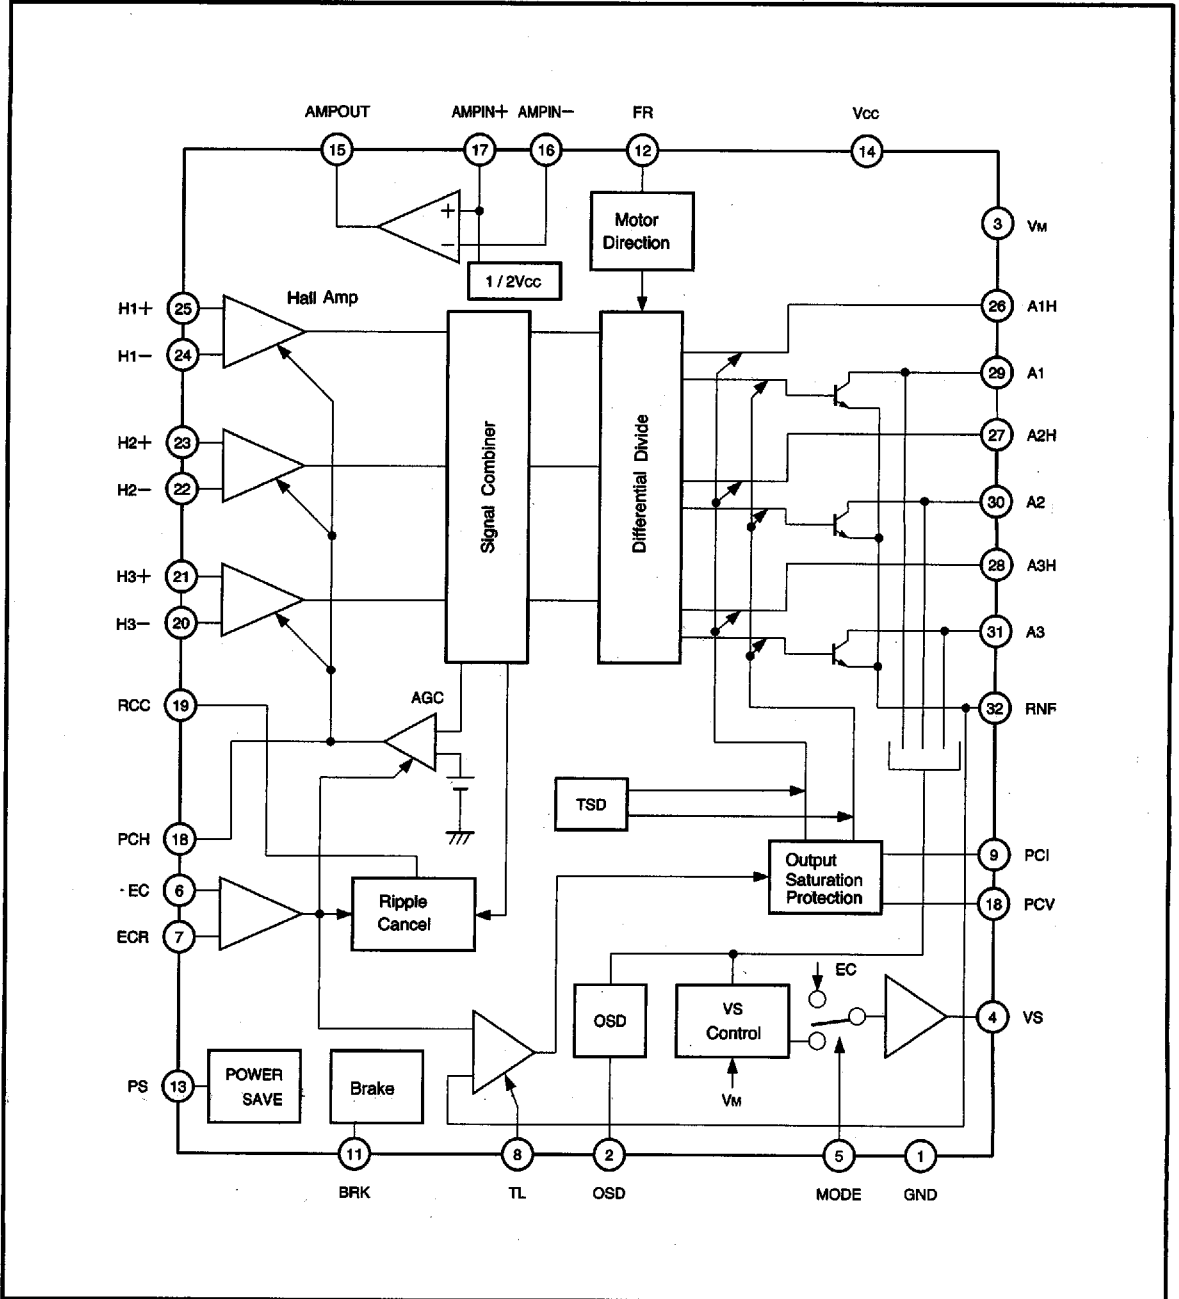 AMPOUT AMPIN+ AMPIN− FR VCC
15 17 16 12 14
+
−
Motor
Direction
3 VM
1 / 2VCC
Hall Amp
H1+ 25
26 A1H
H1− 24
29 A1
H2+ 23
27 A2H
H2− 22
30 A2
Signal Combiner
Differential Divide
H3+ 21
28 A3H
H3− 20
31 A3
RCC 19
AGC
32 RNF
TSD
PCH 18
Output
Saturation
Protection
9 PCI
18 PCV
EC 6
ECR 7
Ripple
Cancel
EC
OSD
VS
Control
4 VS
VM
PS 13
POWER
SAVE
Brake
11 8 2 5 1
BRK TL OSD MODE GND